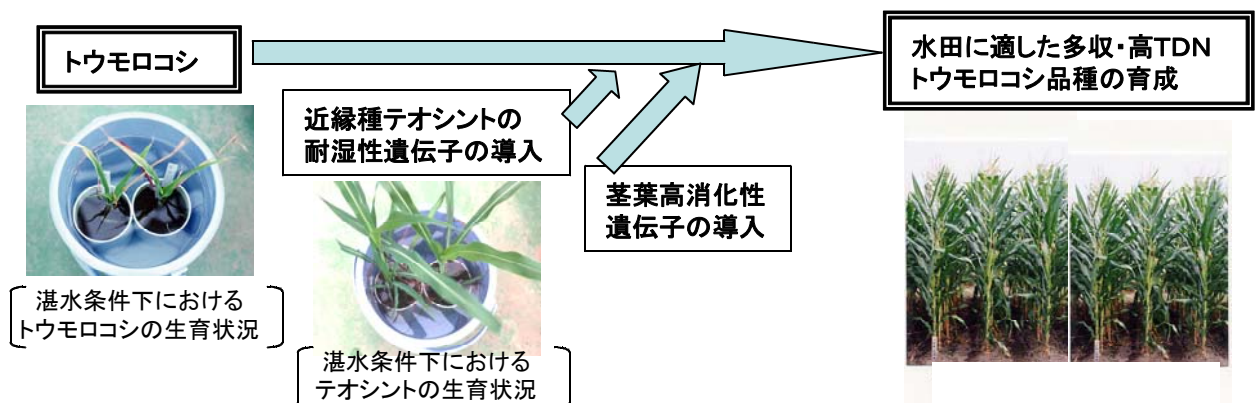 トウモロコシ
水田に適した多収・高TDN
トウモロコシ品種の育成
近縁種テオシントの
耐湿性遺伝子の導入
茎葉高消化性
遺伝子の導入
湛水条件下における
トウモロコシの生育状況
湛水条件下における
テオシントの生育状況